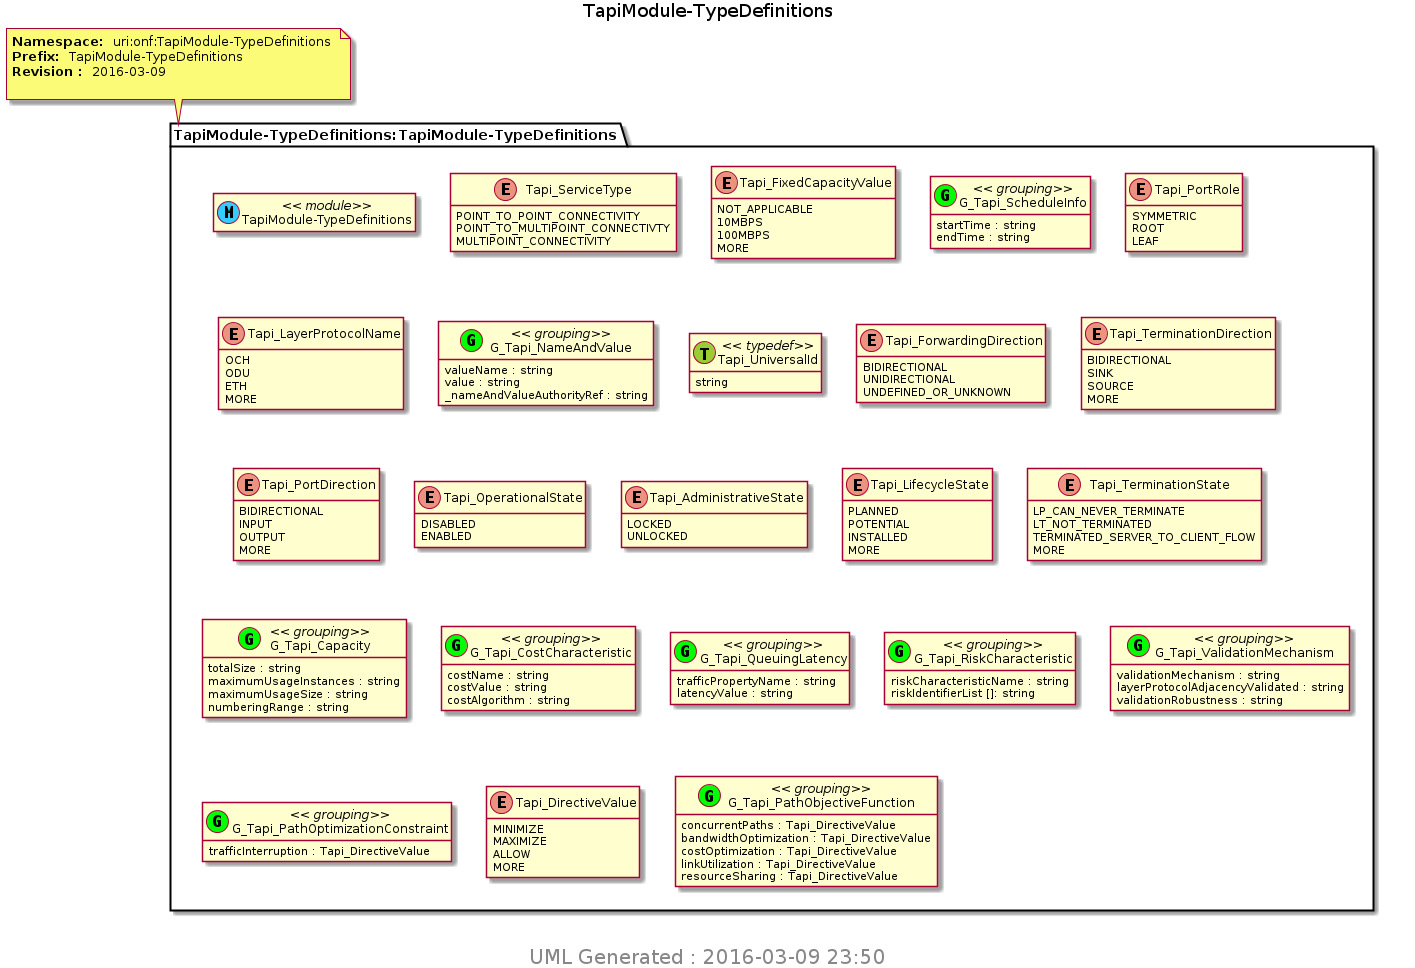 TapiModule-TypeDefinitions
Namespace: uri:onf:TapiModule-TypeDefinitions
Prefix: TapiModule-TypeDefinitions
Revision : 2016-03-09
TapiModule-TypeDefinitions:TapiModule-TypeDefinitions
M
<< module>>
TapiModule-TypeDefinitions
E Tapi_ServiceType
POINT_TO_POINT_CONNECTIVITY
POINT_TO_MULTIPOINT_CONNECTIVTY
MULTIPOINT_CONNECTIVITY
E Tapi_FixedCapacityValue
NOT_APPLICABLE
10MBPS
100MBPS
MORE
G
<< grouping>>
G_Tapi_ScheduleInfo
startTime : string
endTime : string
E Tapi_PortRole
SYMMETRIC
ROOT
LEAF
E Tapi_LayerProtocolName
OCH
ODU
ETH
MORE
G
<< grouping>>
G_Tapi_NameAndValue
valueName : string
value : string
_nameAndValueAuthorityRef : string
T
<< typedef>>
Tapi_UniversalId
string
E Tapi_ForwardingDirection
BIDIRECTIONAL
UNIDIRECTIONAL
UNDEFINED_OR_UNKNOWN
E Tapi_TerminationDirection
BIDIRECTIONAL
SINK
SOURCE
MORE
E Tapi_PortDirection
BIDIRECTIONAL
INPUT
OUTPUT
MORE
E Tapi_OperationalState
DISABLED
ENABLED
E Tapi_AdministrativeState
LOCKED
UNLOCKED
E Tapi_LifecycleState
PLANNED
POTENTIAL
INSTALLED
MORE
E Tapi_TerminationState
LP_CAN_NEVER_TERMINATE
LT_NOT_TERMINATED
TERMINATED_SERVER_TO_CLIENT_FLOW
MORE
G
<< grouping>>
G_Tapi_Capacity
totalSize : string
maximumUsageInstances : string
maximumUsageSize : string
numberingRange : string
G
<< grouping>>
G_Tapi_CostCharacteristic
costName : string
costValue : string
costAlgorithm : string
G
<< grouping>>
G_Tapi_QueuingLatency
trafficPropertyName : string
latencyValue : string
G
<< grouping>>
G_Tapi_RiskCharacteristic
riskCharacteristicName : string
riskIdentifierList []: string
G
<< grouping>>
G_Tapi_ValidationMechanism
validationMechanism : string
layerProtocolAdjacencyValidated : string
validationRobustness : string
G
<< grouping>>
G_Tapi_PathOptimizationConstraint
trafficInterruption : Tapi_DirectiveValue
E Tapi_DirectiveValue
MINIMIZE
MAXIMIZE
ALLOW
MORE
G
<< grouping>>
G_Tapi_PathObjectiveFunction
concurrentPaths : Tapi_DirectiveValue
bandwidthOptimization : Tapi_DirectiveValue
costOptimization : Tapi_DirectiveValue
linkUtilization : Tapi_DirectiveValue
resourceSharing : Tapi_DirectiveValue
UML Generated : 2016-03-09 23:50